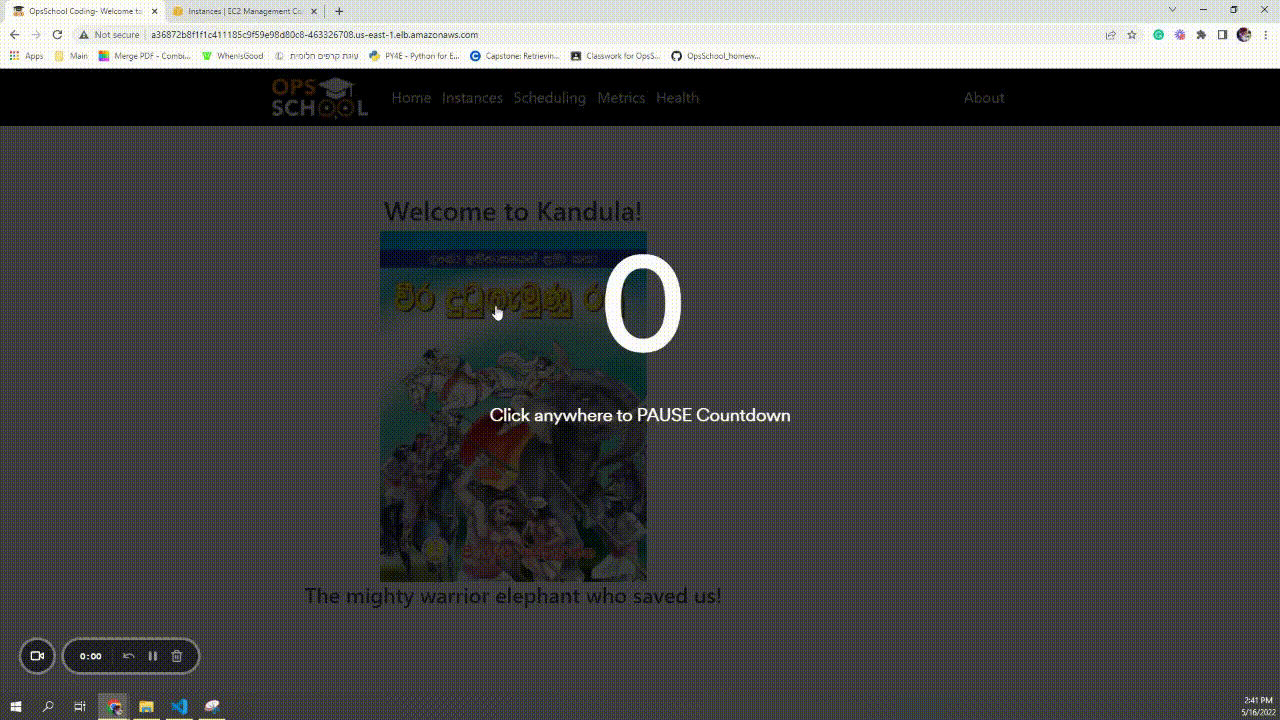 OpsSchool Coding- Welcome to
Instances | EC2 Management Co
Not secure
a36872b8f1f1c411185c9f59e98d80c8-463326708.us-east-1.elb.amazonaws.com
Apps
Main
Merge PDF - Combi...
WhenIsGood
עוגת קרפים חלומית
PY4E - Python for E...
Capstone: Retrievin...
Classwork for OpsS...
OpsSchool_homew...
OPS
SCHOOL
Home Instances Scheduling Metrics Health
About
Welcome to Kandula!
0
Click anywhere to PAUSE Countdown
The mighty warrior elephant who saved us!
0:00
2:41 PM
5/16/2022